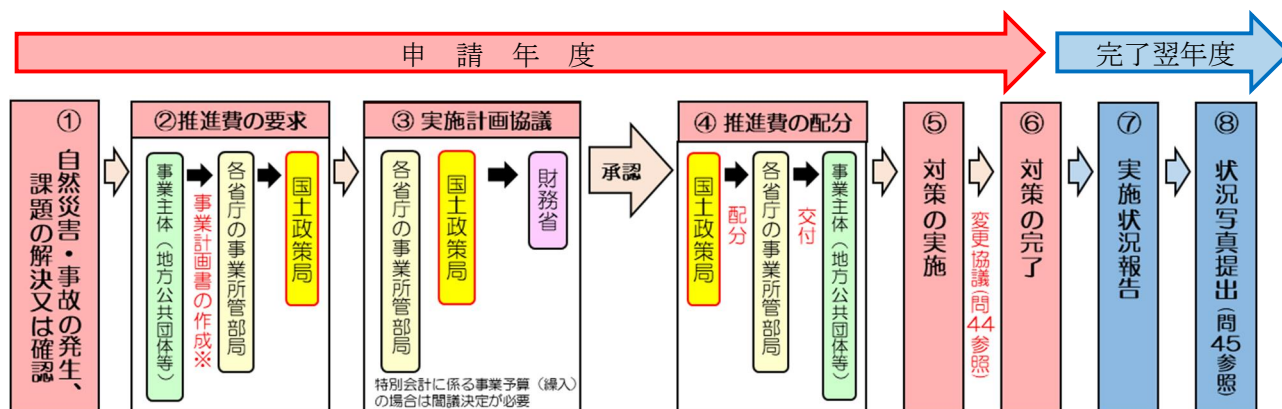 申請年度
完了翌年度
①
自然災害・事故の発生、
課題の解決又は確認
②推進費の要求
事業主体（地方公共団体等）
事業計画書の作成※
各省庁の事業所管部局
国土政策局
③ 実施計画協議
各省庁の事業所管部局
国土政策局
財務省
特別会計に係る事業予算（繰入）
の場合は閣議決定が必要
承認
④ 推進費の配分
国土政策局
配分
各省庁の事業所管部局
交付
事業主体（地方公共団体等）
⑤
対策の実施
変更協議（問44参照）
⑥
対策の完了
⑦
実施状況報告
⑧
状況写真提出（問45参照）